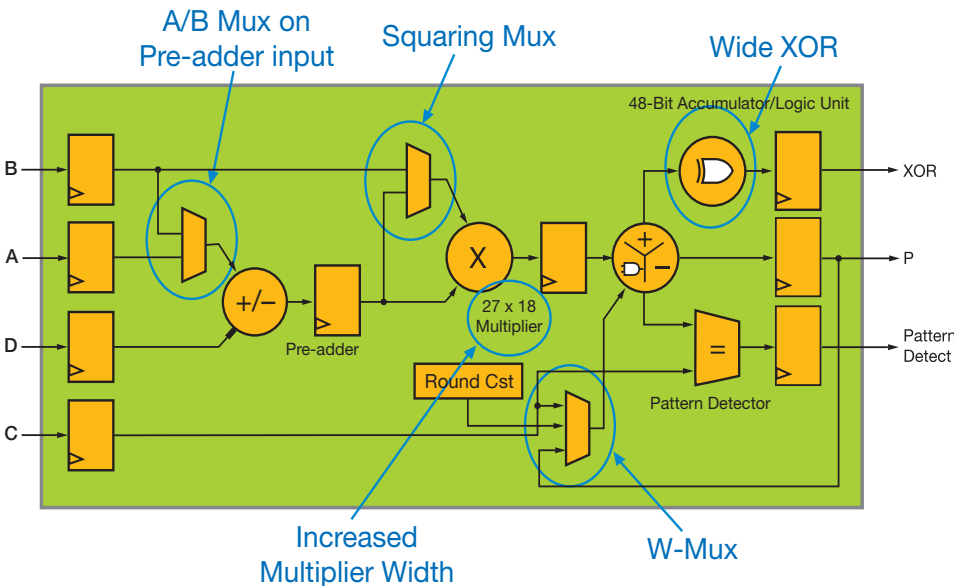 A/B Mux on
Pre-adder input
Squaring Mux
Wide XOR
48-Bit Accumulator/Logic Unit
B
XOR
A
X
+
−
P
+/−
27 x 18
Multiplier
D
Pre-adder
=
Pattern
Detect
Round Cst
Pattern Detector
C
Increased
Multiplier Width
W-Mux